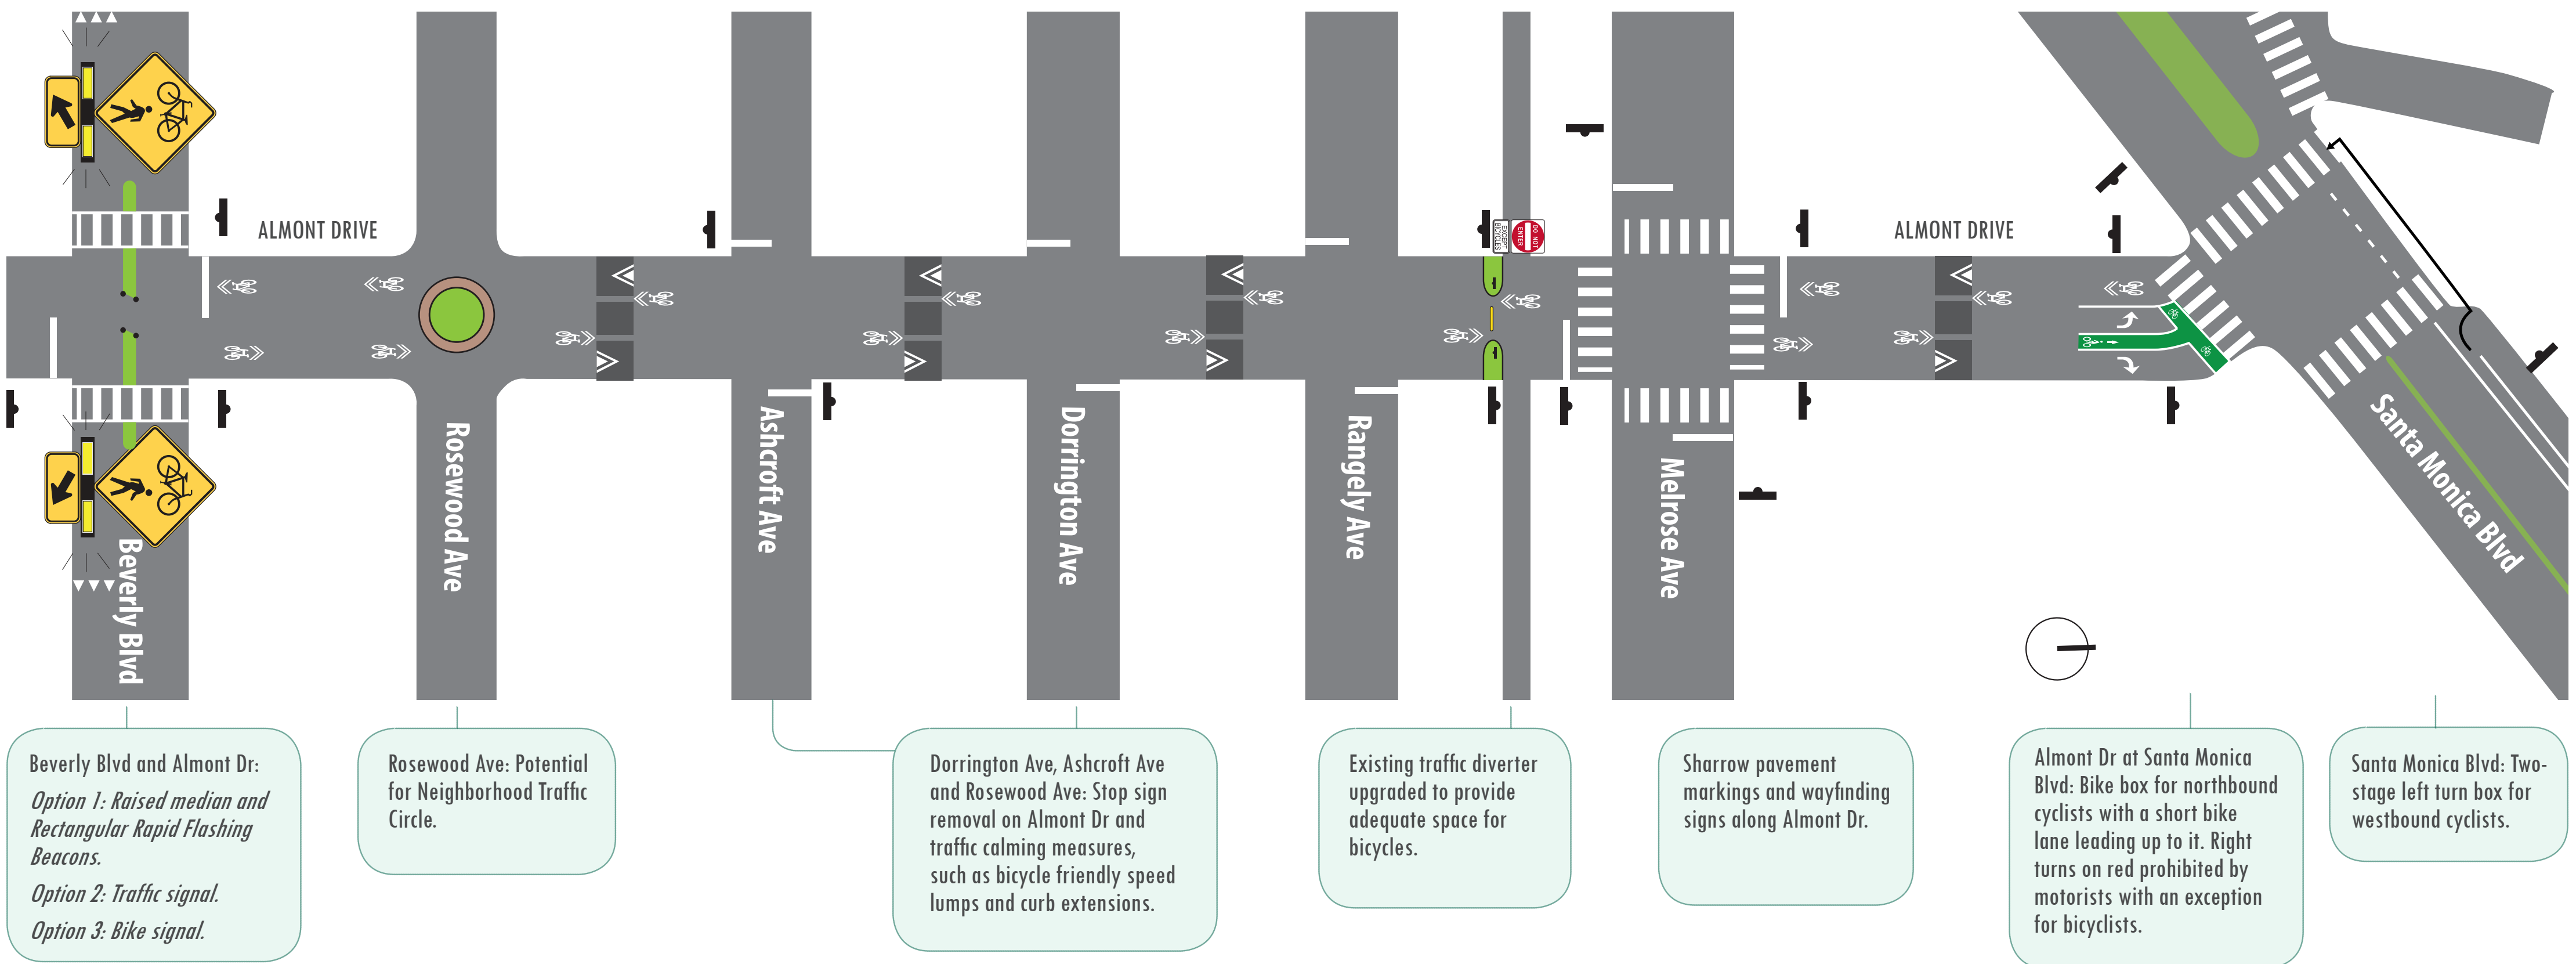 ALMONT DRIVE
ALMONT DRIVE
EXCEPT
BICYCLES
DO NOT
ENTER
Beverly Blvd
Rosewood Ave
Ashcroft Ave
Dorrington Ave
Rangely Ave
Melrose Ave
Santa Monica Blvd
Beverly Blvd and Almont Dr:
Option 1: Raised median and
Rectangular Rapid Flashing
Beacons.
Option 2: Traffic signal.
Option 3: Bike signal.
Rosewood Ave: Potential
for Neighborhood Traffic
Circle.
Dorrington Ave, Ashcroft Ave
and Rosewood Ave: Stop sign
removal on Almont Dr and
traffic calming measures,
such as bicycle friendly speed
lumps and curb extensions.
Existing traffic diverter
upgraded to provide
adequate space for
bicycles.
Sharrow pavement
markings and wayfinding
signs along Almont Dr.
Almont Dr at Santa Monica
Blvd: Bike box for northbound
cyclists with a short bike
lane leading up to it. Right
turns on red prohibited by
motorists with an exception
for bicyclists.
Santa Monica Blvd: Two-
stage left turn box for
westbound cyclists.